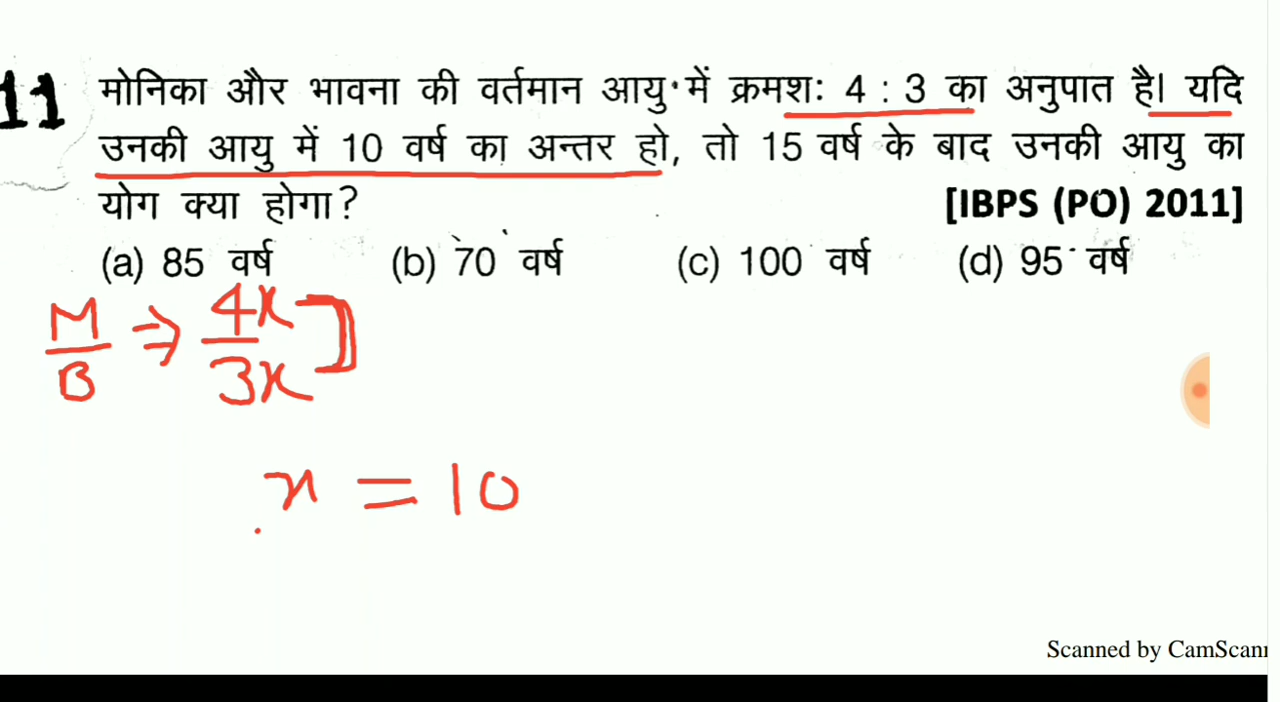 11 मोनिका और भावना की वर्तमान आयु में क्रमशः 4 : 3 का अनुपात है। यदि
उनकी आयु में 10 वर्ष का अन्तर हो, तो 15 वर्ष के बाद उनकी आयु का
योग क्या होगा? [IBPS (PO) 2011]
(a) 85 वर्ष (b) 70 वर्ष (c) 100 वर्ष (d) 95 वर्ष
M/B ⇒ 4x/3x ]
x = 10
Scanned by CamScann